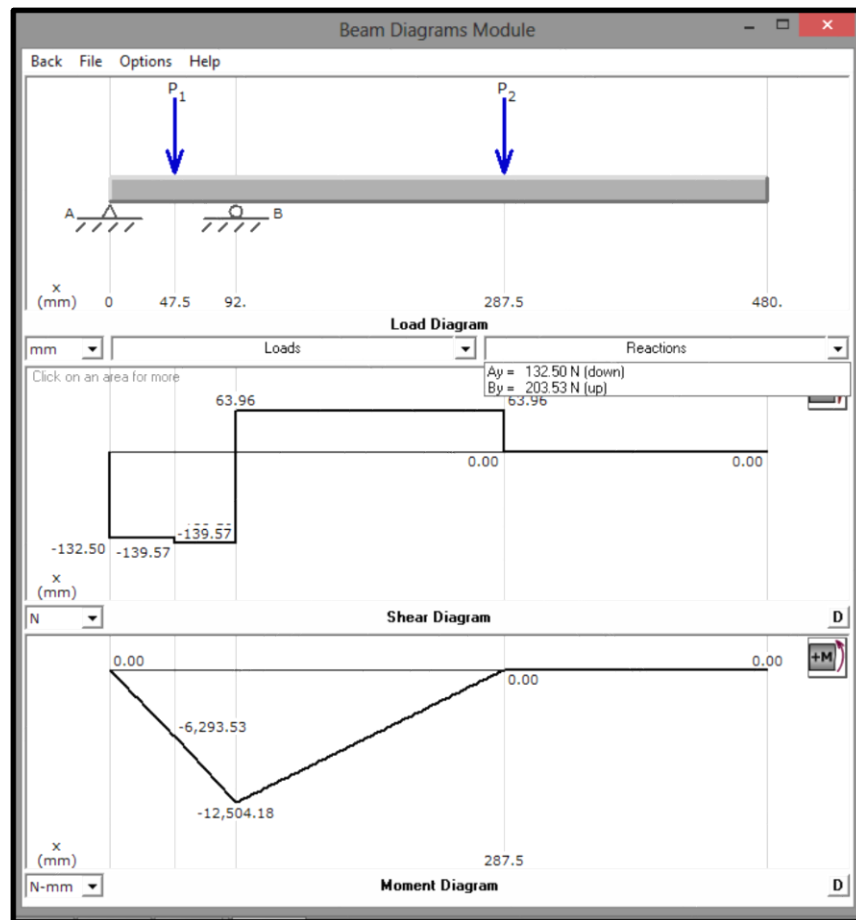 Beam Diagrams Module
Back File Options Help
P1 P2
A B
x
(mm) 0 47.5 92. 287.5 480.
Load Diagram
mm Loads Reactions
Click on an area for more
Ay = 132.50 N (down)
By = 203.53 N (up)
63.96 63.96
0.00 0.00
-139.57
-132.50 -139.57
x
(mm)
N Shear Diagram D
0.00 0.00 +M
0.00
-6,293.53
-12,504.18
x
(mm) 287.5
N-mm Moment Diagram D